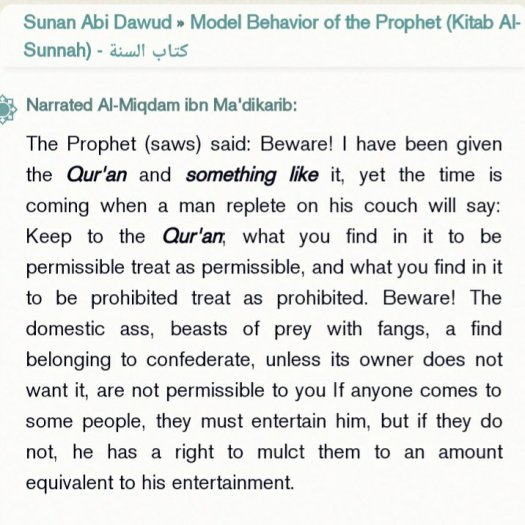 Sunan Abi Dawud » Model Behavior of the Prophet (Kitab Al-
Sunnah) - كتاب السنة
Narrated Al-Miqdam ibn Ma'dikarib:
The Prophet (saws) said: Beware! I have been given
the Qur'an and something like it, yet the time is
coming when a man replete on his couch will say:
Keep to the Qur'an; what you find in it to be
permissible treat as permissible, and what you find in it
to be prohibited treat as prohibited. Beware! The
domestic ass, beasts of prey with fangs, a find
belonging to confederate, unless its owner does not
want it, are not permissible to you If anyone comes to
some people, they must entertain him, but if they do
not, he has a right to mulct them to an amount
equivalent to his entertainment.